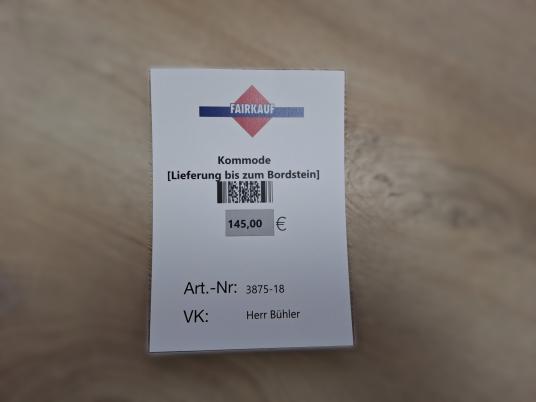 FAIRKAUF
Kommode
[Lieferung bis zum Bordstein]
145,00 €
Art.-Nr: 3875-18
VK: Herr Bühler